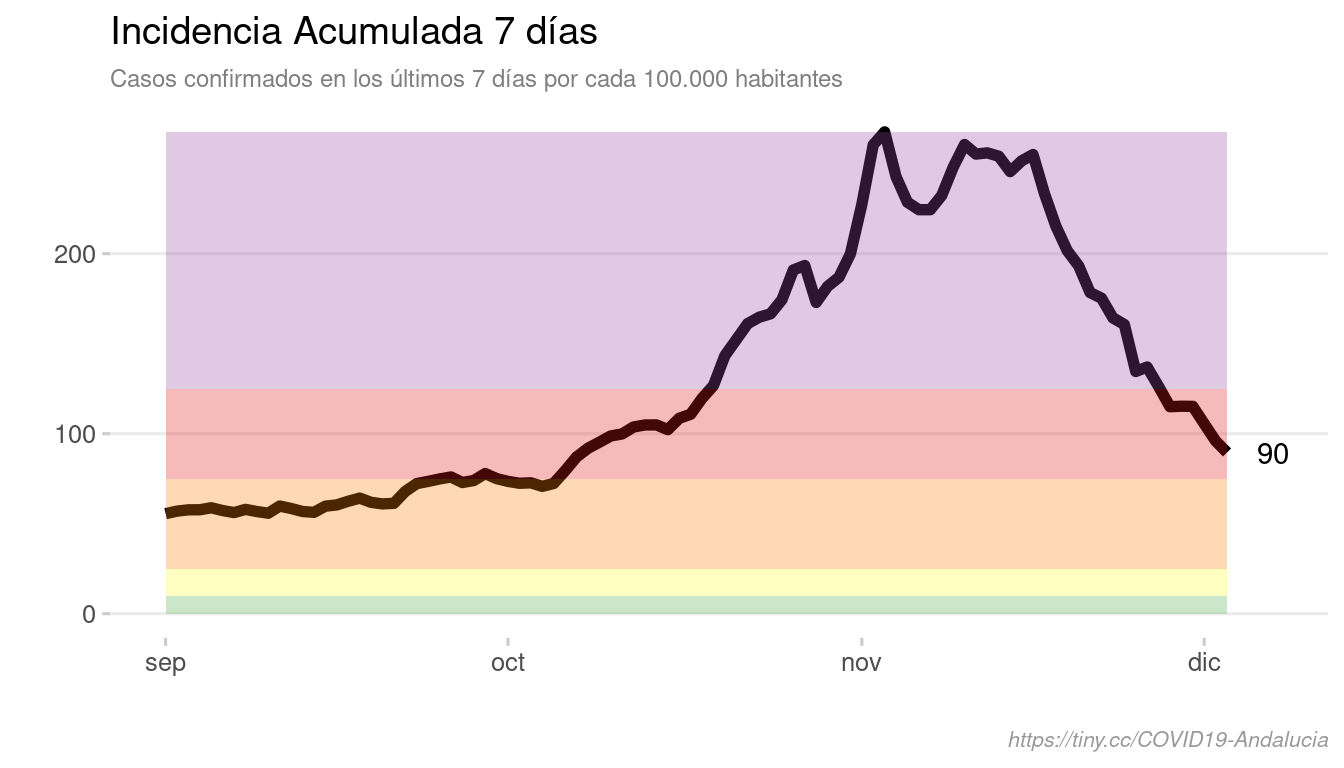 Incidencia Acumulada 7 días
Casos confirmados en los últimos 7 días por cada 100.000 habitantes
200
100
90
0
sep oct nov dic
https://tiny.cc/COVID19-Andalucia